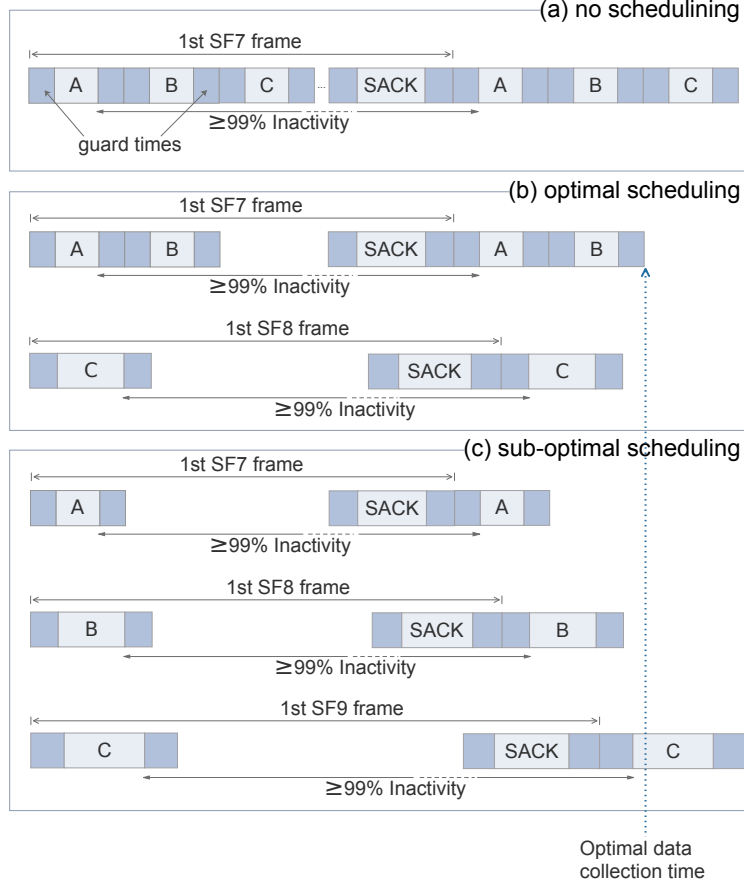 (a) no schedulining
1st SF7 frame
A B C ... SACK A B C
≥99% Inactivity
guard times
(b) optimal scheduling
1st SF7 frame
A B SACK A B
≥99% Inactivity
1st SF8 frame
C SACK C
≥99% Inactivity
(c) sub-optimal scheduling
1st SF7 frame
A SACK A
≥99% Inactivity
1st SF8 frame
B SACK B
≥99% Inactivity
1st SF9 frame
C SACK C
≥99% Inactivity
Optimal data
collection time